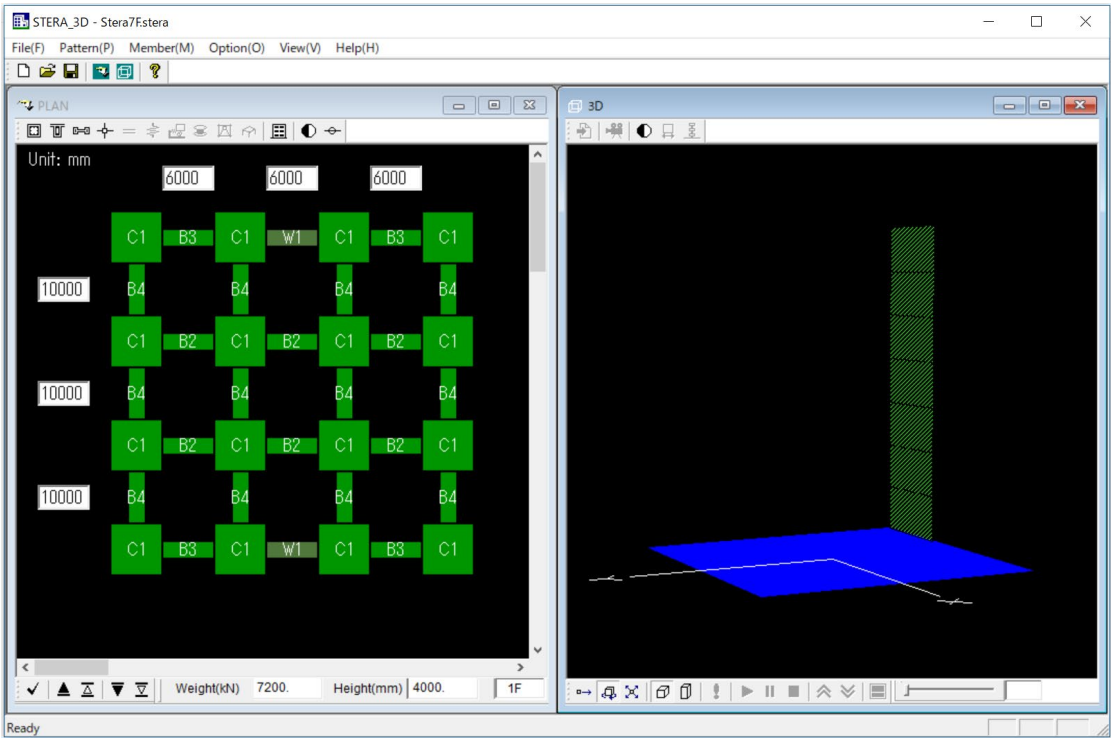 STERA_3D - Stera7F.stera
File(F) Pattern(P) Member(M) Option(O) View(V) Help(H)
PLAN
3D
Unit: mm
6000 6000 6000
C1 B3 C1 W1 C1 B3 C1
10000 B4 B4 B4 B4
C1 B2 C1 B2 C1 B2 C1
10000 B4 B4 B4 B4
C1 B2 C1 B2 C1 B2 C1
10000 B4 B4 B4 B4
C1 B3 C1 W1 C1 B3 C1
Weight(kN) 7200. Height(mm) 4000. 1F
Ready